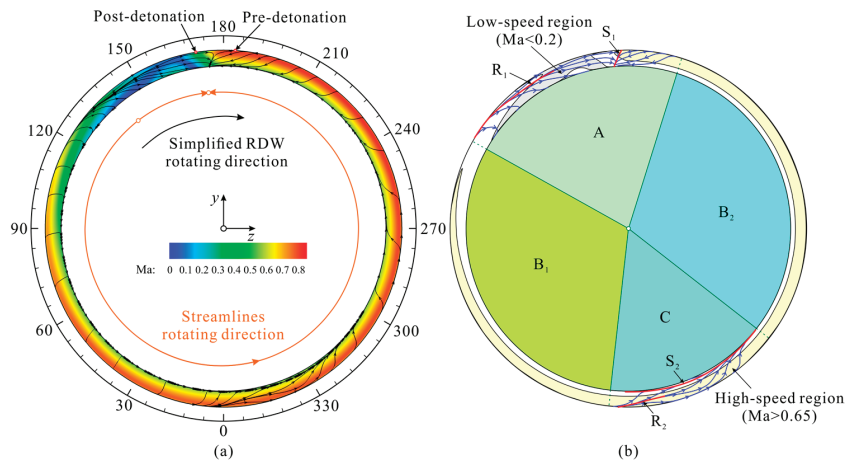 Post-detonation
Pre-detonation
180
150
210
120
240
90
270
60
300
30
330
0
Simplified RDW
rotating direction
y
z
Ma:
0 0.1 0.2 0.3 0.4 0.5 0.6 0.7 0.8
Streamlines
rotating direction
(a)
Low-speed region
(Ma<0.2)
S1
R1
A
B2
B1
C
S2
R2
High-speed region
(Ma>0.65)
(b)